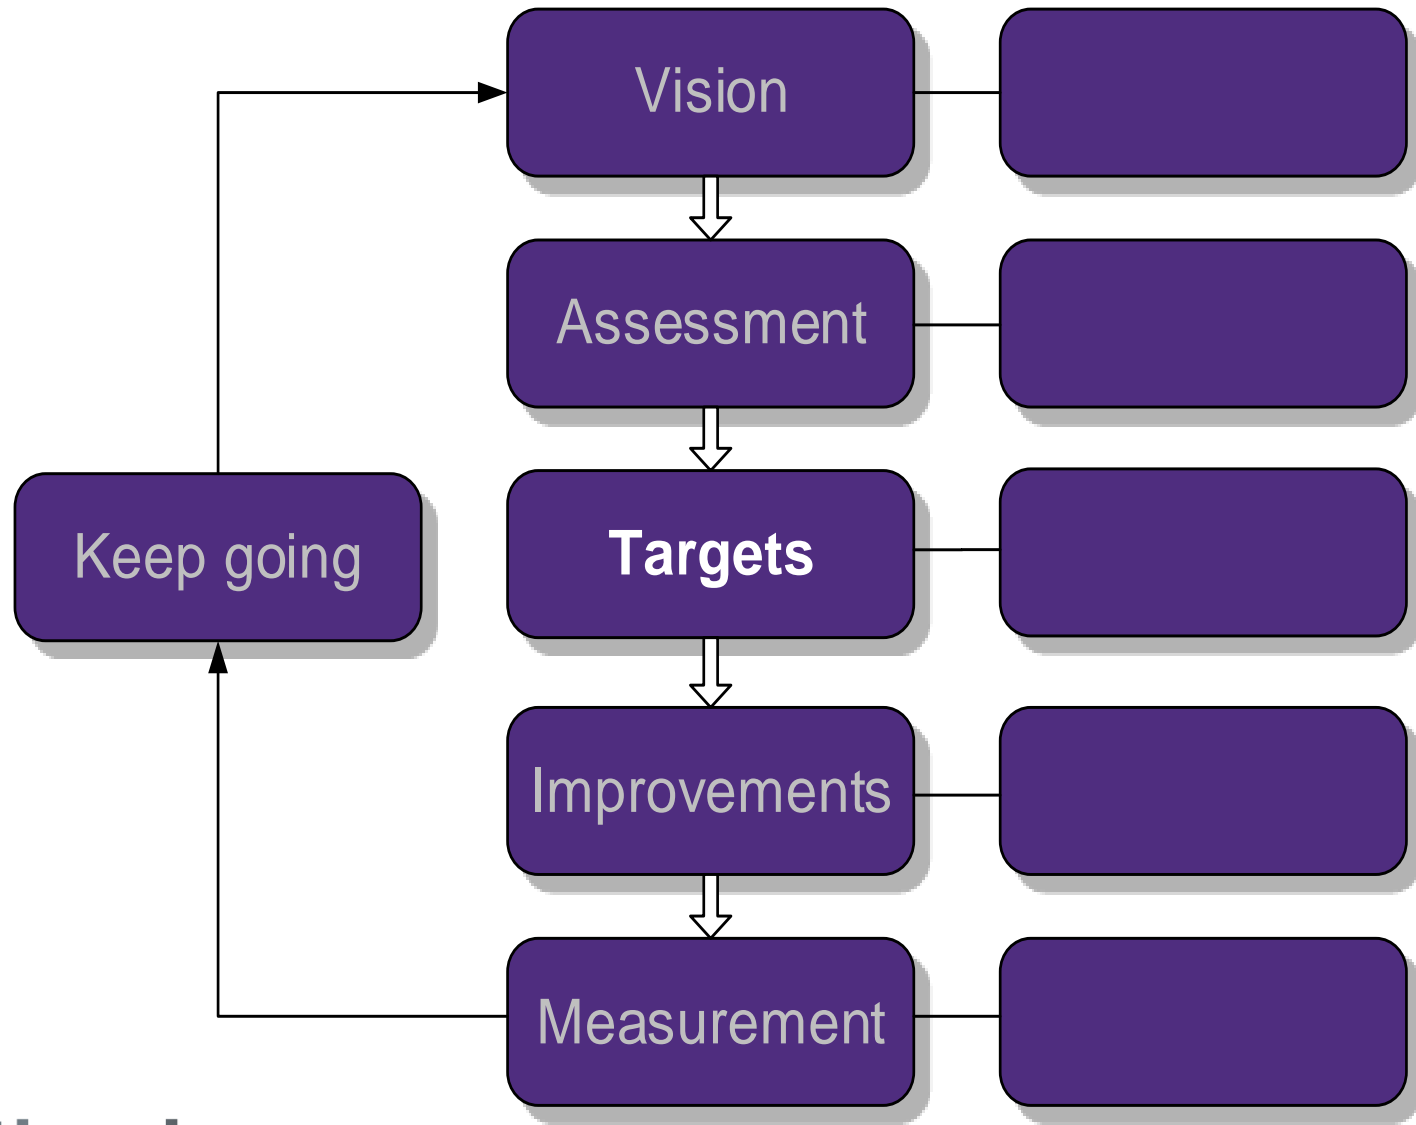 Vision
Assessment
Keep going
Targets
Improvements
Measurement